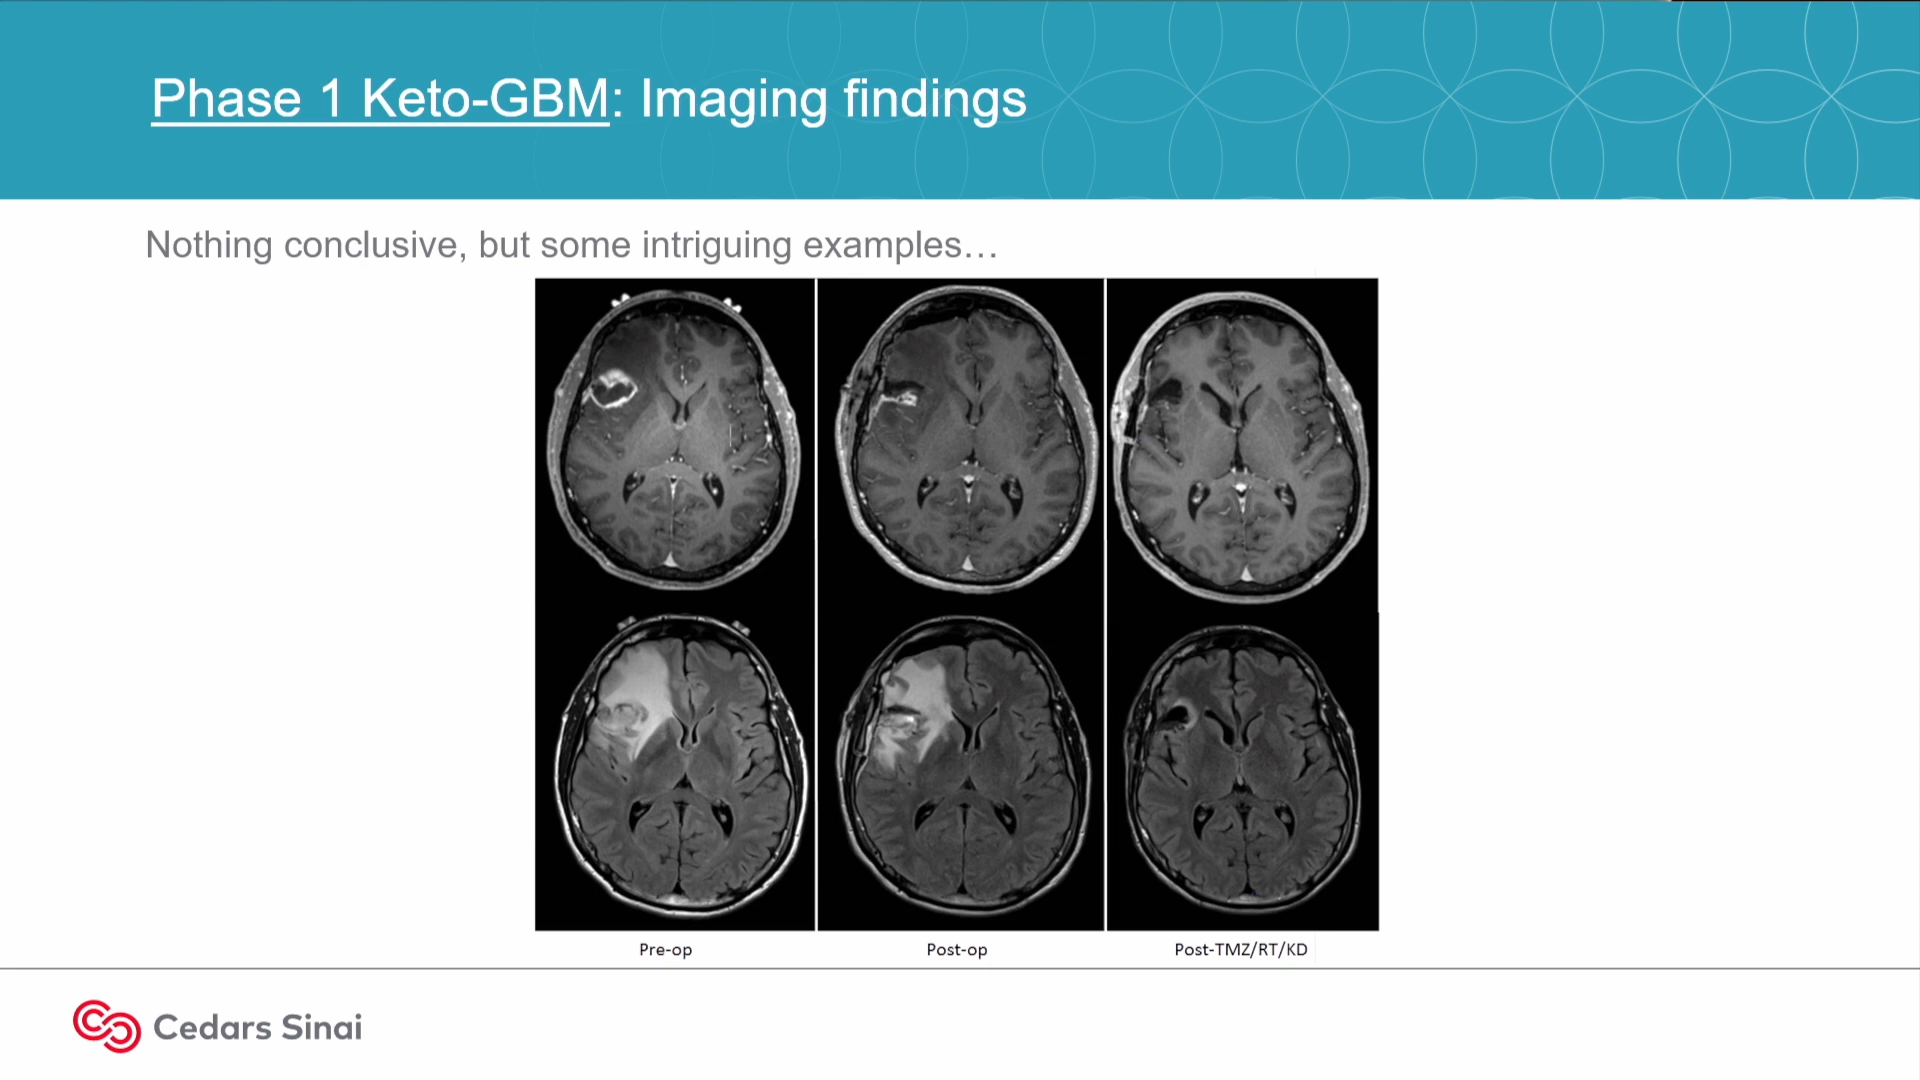 Phase 1 Keto-GBM: Imaging findings
Nothing conclusive, but some intriguing examples…
Pre-op
Post-op
Post-TMZ/RT/KD
Cedars Sinai